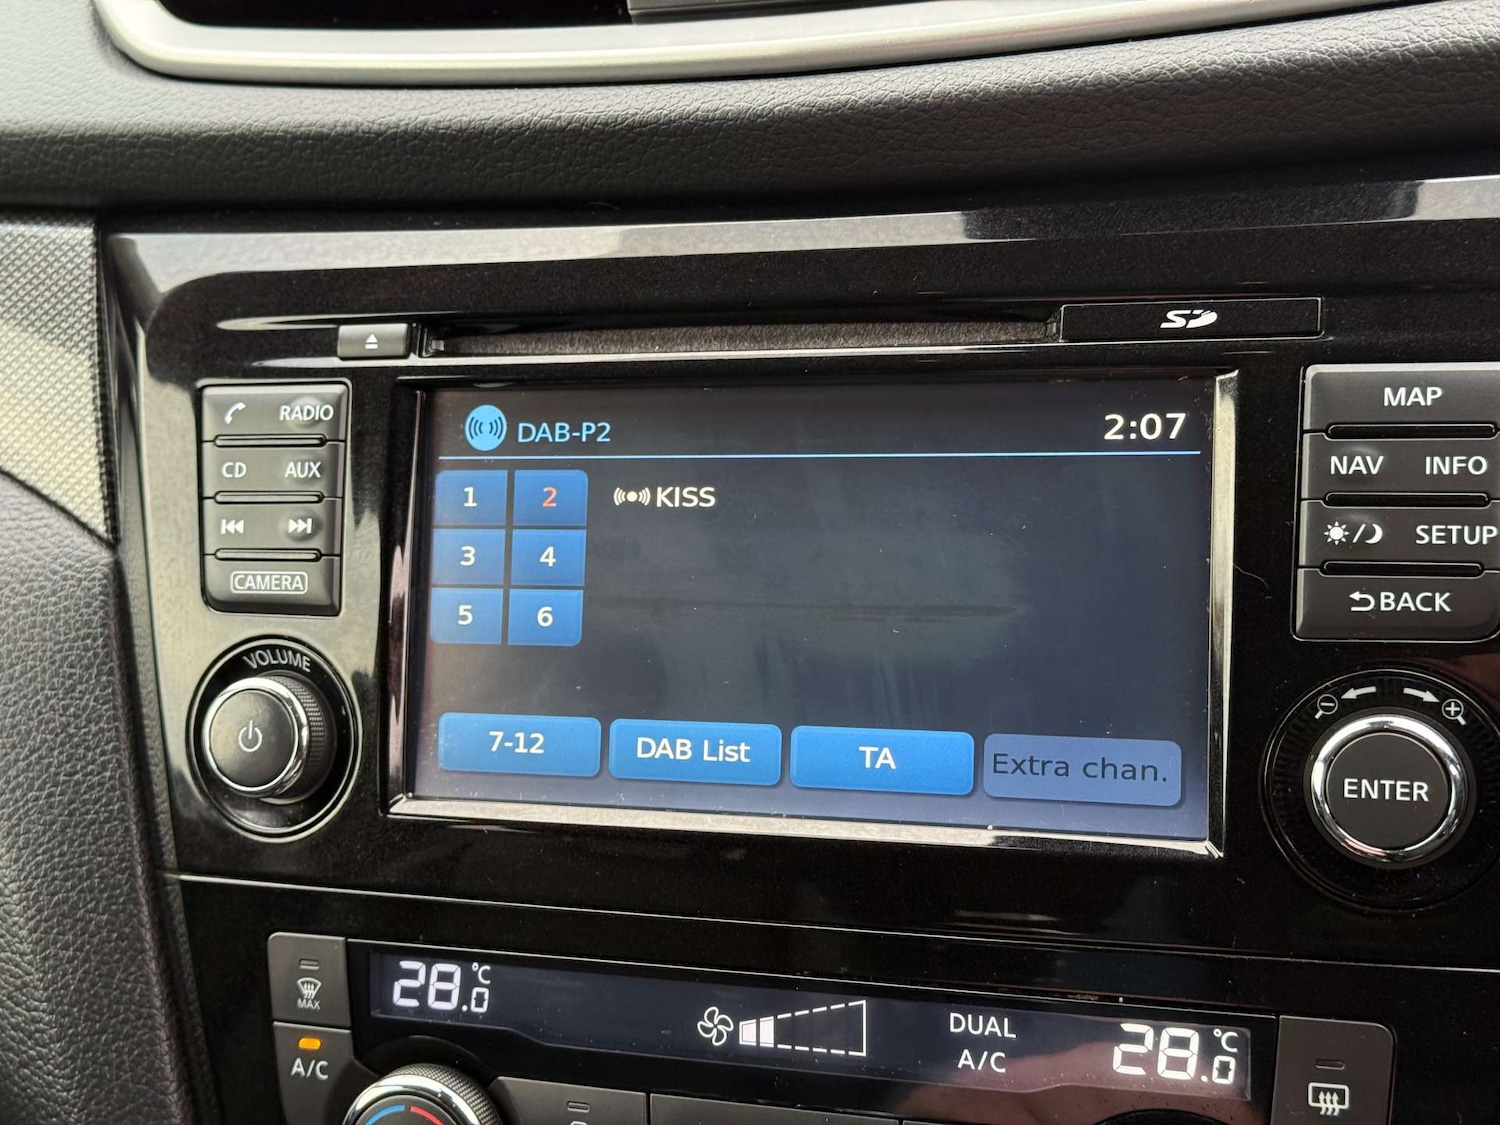 SD
RADIO
CD AUX
CAMERA
VOLUME
DAB-P2 2:07
1 2 KISS
3 4
5 6
7-12 DAB List TA Extra chan.
MAP
NAV INFO
SETUP
BACK
ENTER
MAX
A/C
28.0 °C
DUAL
A/C
28.0 °C